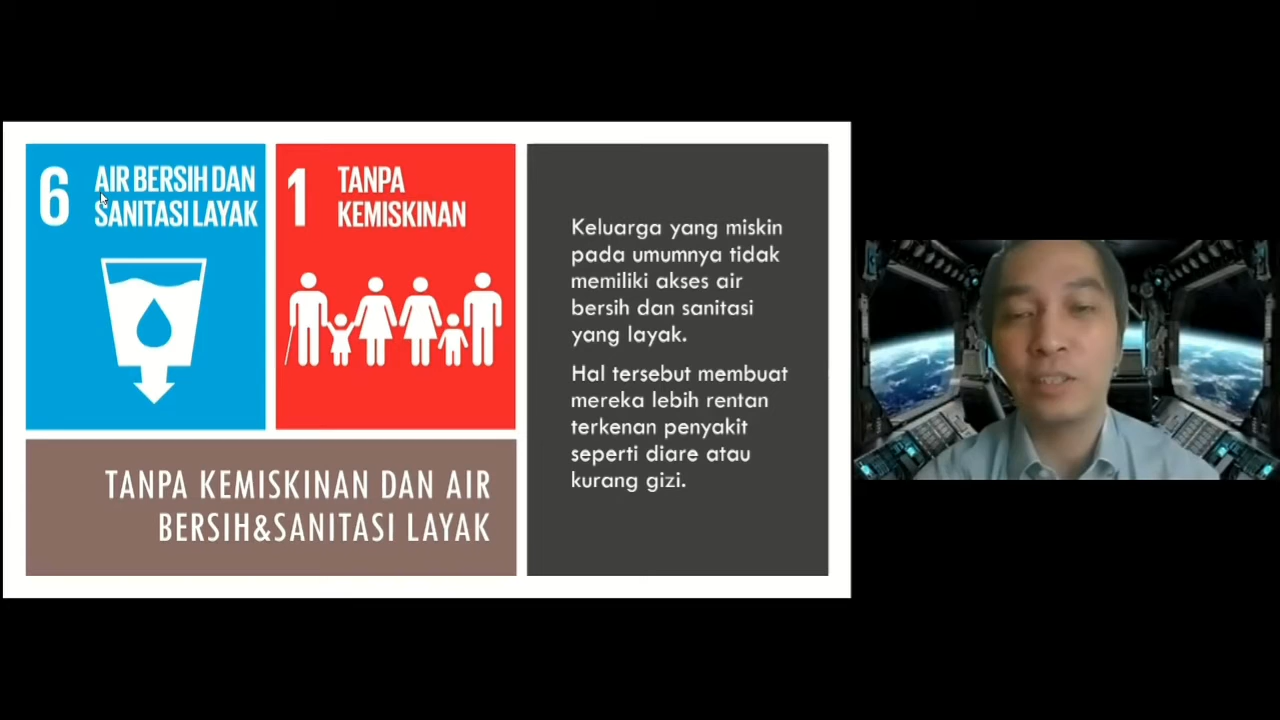 6
AIR BERSIH DAN
SANITASI LAYAK
1
TANPA
KEMISKINAN
TANPA KEMISKINAN DAN AIR
BERSIH&SANITASI LAYAK
Keluarga yang miskin
pada umumnya tidak
memiliki akses air
bersih dan sanitasi
yang layak.
Hal tersebut membuat
mereka lebih rentan
terkenan penyakit
seperti diare atau
kurang gizi.